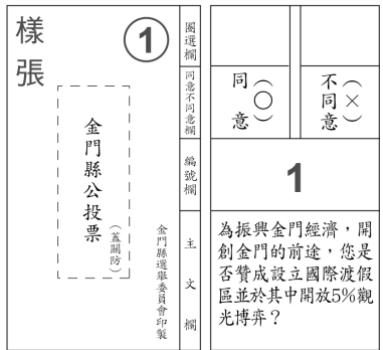 樣張
①
金門縣公投票
(蓋關防)
金門縣選舉委員會印製
圈選欄
同意不同意欄
編號欄
主文欄
同意
(○)
不同意
(×)
1
為振興金門經濟，開
創金門的前途，您是
否贊成設立國際渡假
區並於其中開放5%觀
光博弈？